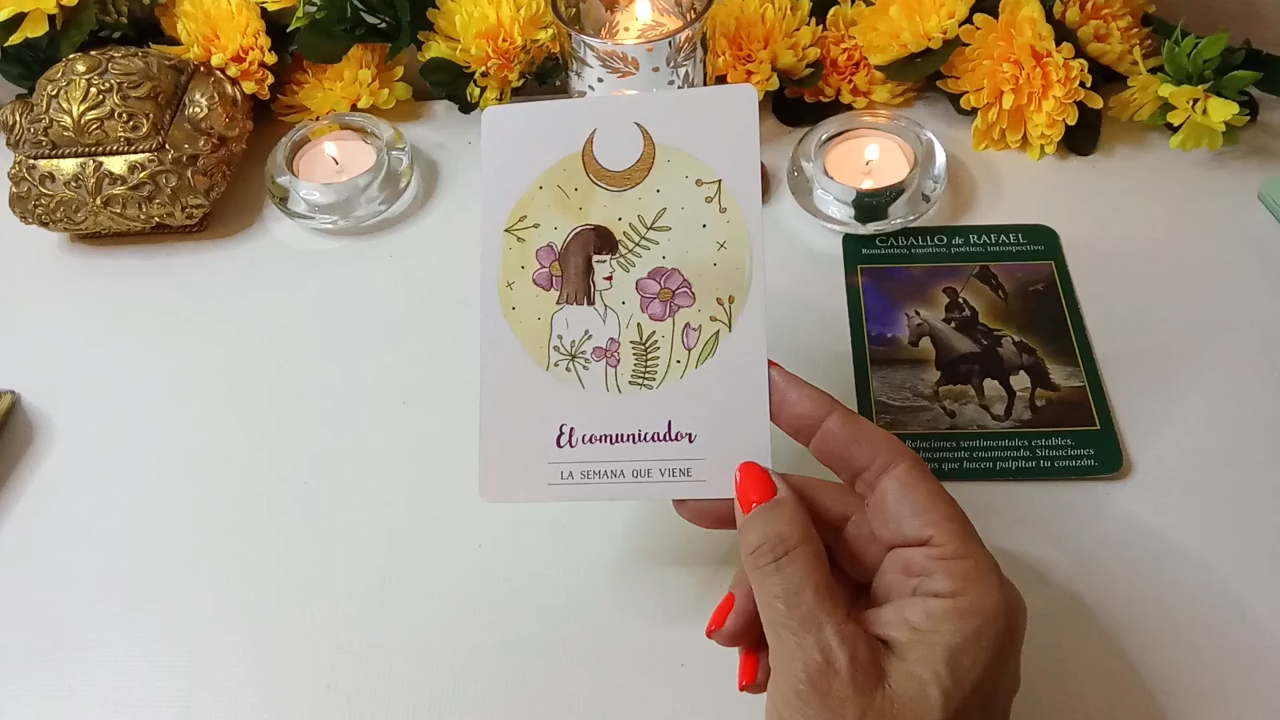 El comunicador
LA SEMANA QUE VIENE
CABALLO de RAFAEL
Romántico, emotivo, poético, introspectivo
Relaciones sentimentales estables.
locamente enamorado. Situaciones
que hacen palpitar tu corazón.